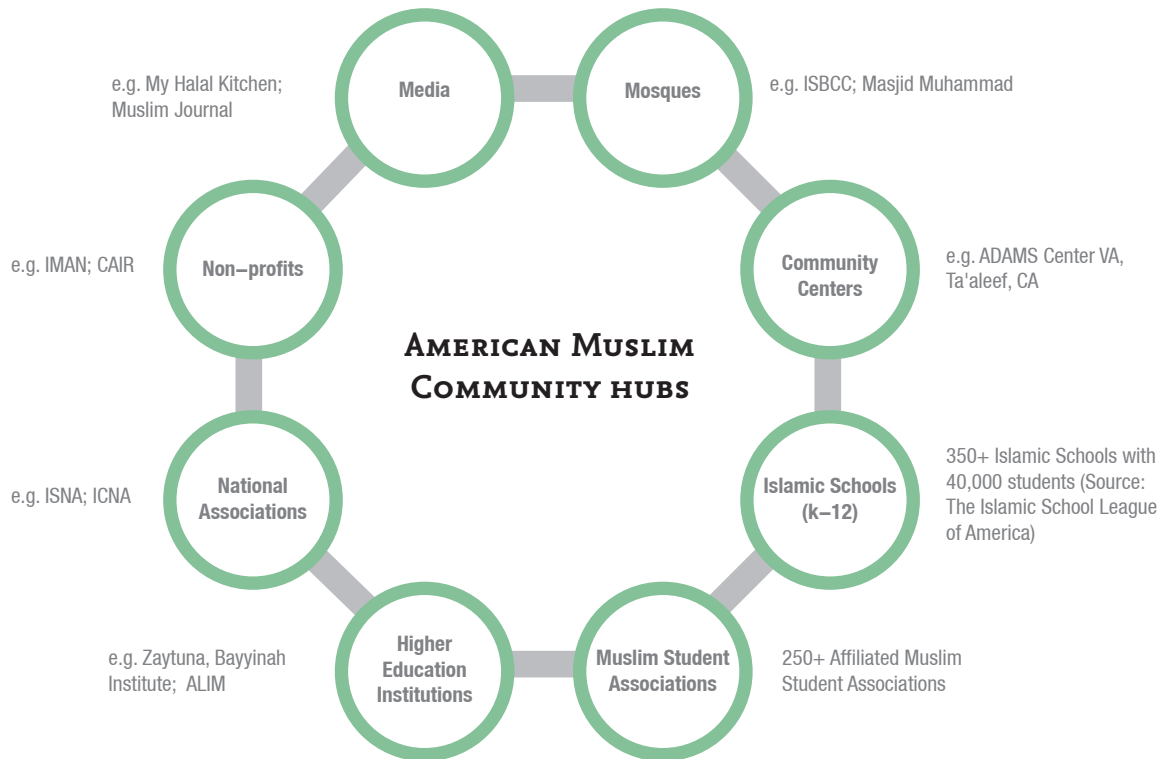 e.g. My Halal Kitchen;
Muslim Journal
Media
Mosques
e.g. ISBCC; Masjid Muhammad
e.g. IMAN; CAIR
Non–profits
Community
Centers
e.g. ADAMS Center VA,
Ta'aleef, CA
American Muslim
Community hubs
e.g. ISNA; ICNA
National
Associations
Islamic Schools
(k–12)
350+ Islamic Schools with
40,000 students (Source:
The Islamic School League
of America)
e.g. Zaytuna, Bayyinah
Institute; ALIM
Higher
Education
Institutions
Muslim Student
Associations
250+ Affiliated Muslim
Student Associations